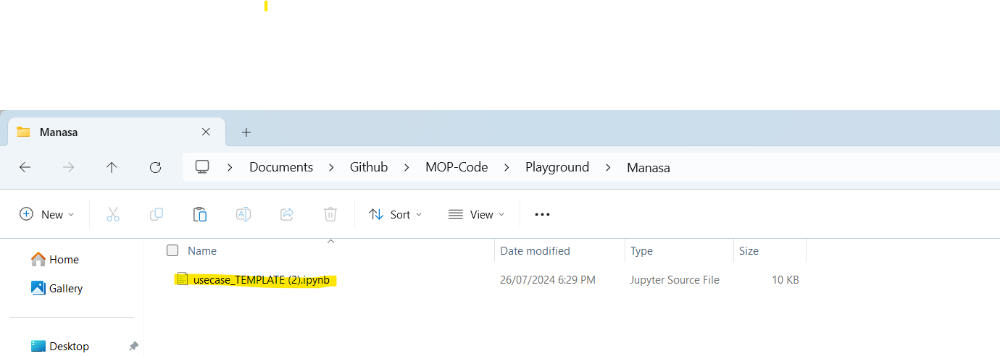 Manasa
Documents > Github > MOP-Code > Playground > Manasa
New Sort View
Name Date modified Type Size
usecase_TEMPLATE (2).ipynb 26/07/2024 6:29 PM Jupyter Source File 10 KB
Home
Gallery
Desktop